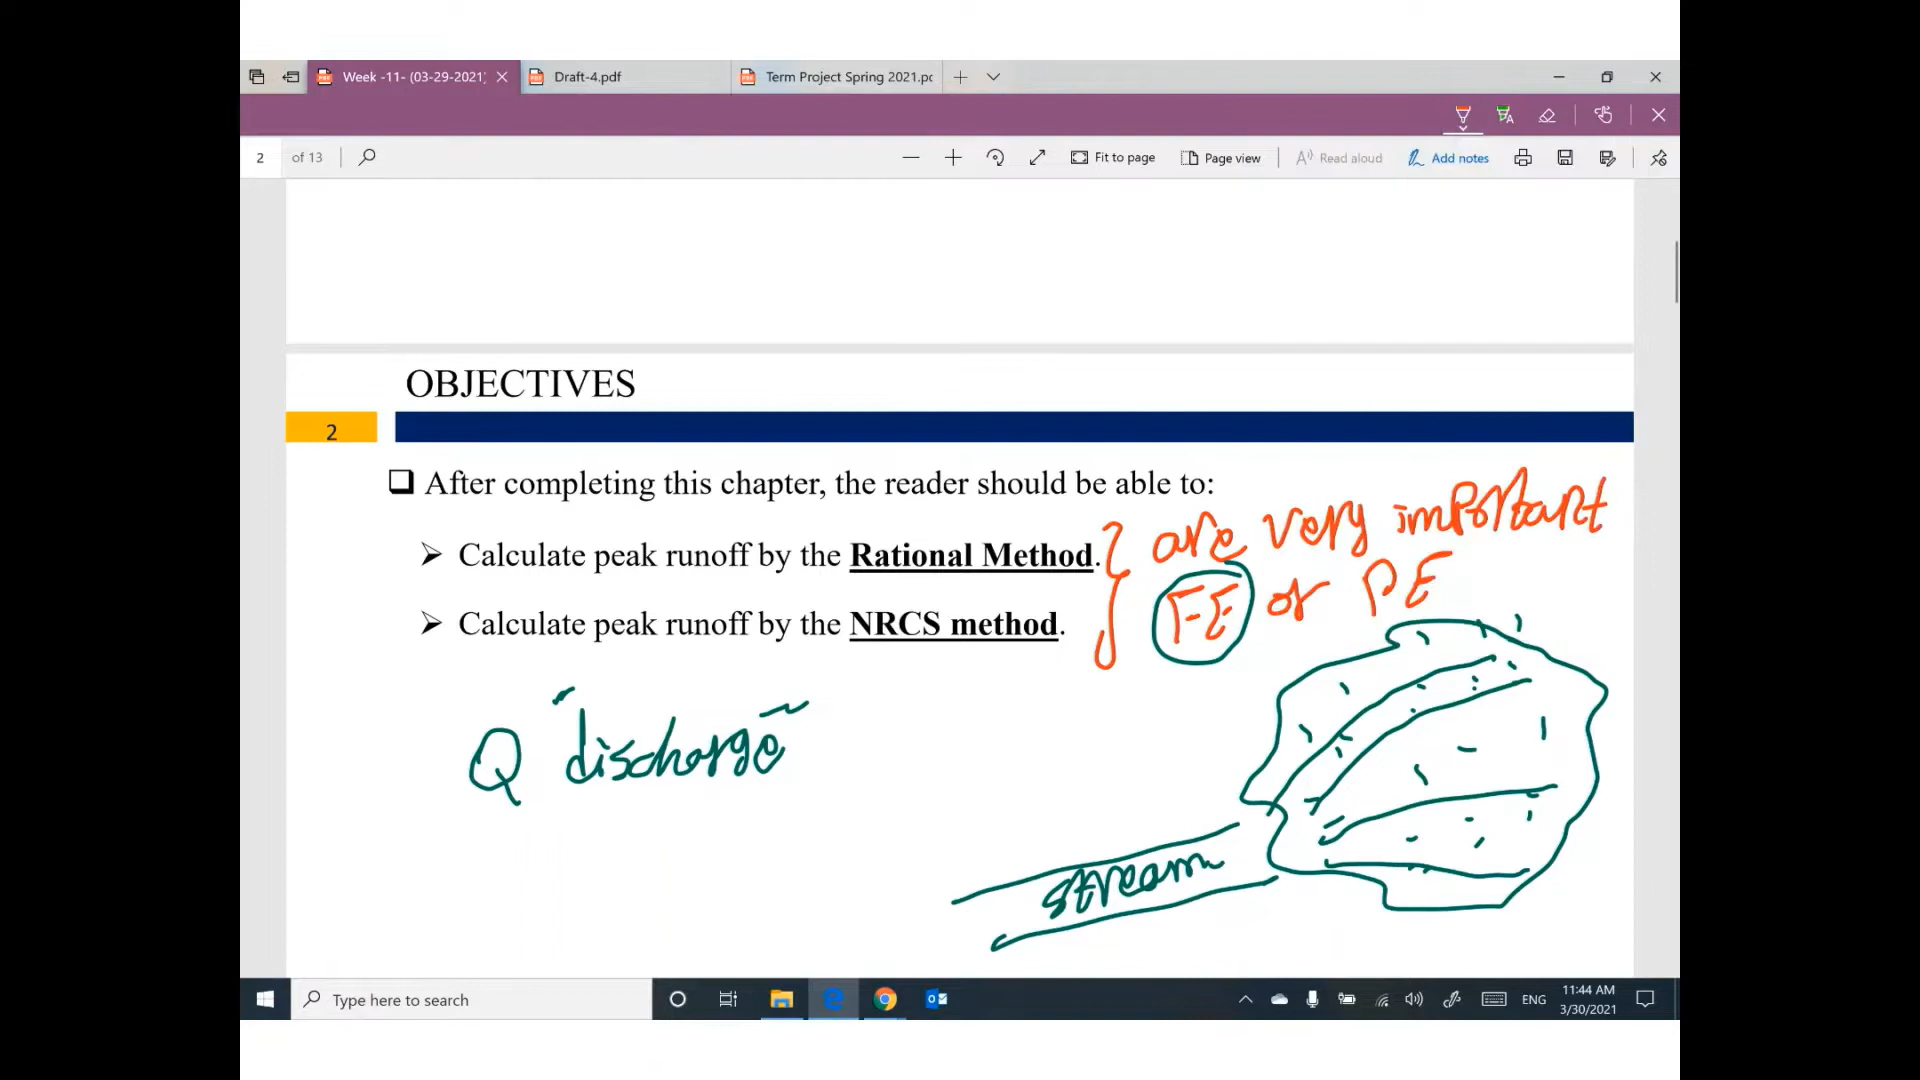 Week -11- (03-29-2021)
Draft-4.pdf
Term Project Spring 2021.pc
2 of 13
Fit to page
Page view
Read aloud
Add notes
OBJECTIVES
2
After completing this chapter, the reader should be able to:
Calculate peak runoff by the Rational Method.
are very important
Calculate peak runoff by the NRCS method.
FE or PE
Q "discharge"
stream
Type here to search
ENG
11:44 AM
3/30/2021